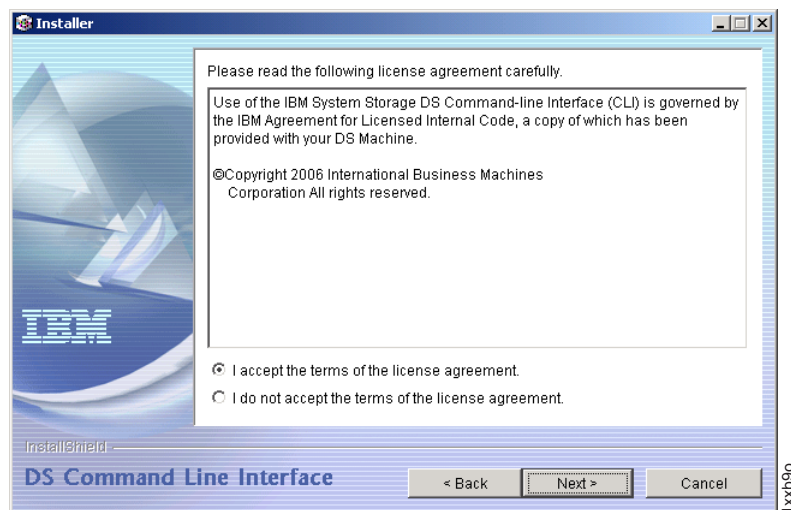 Installer
Please read the following license agreement carefully.
Use of the IBM System Storage DS Command-line Interface (CLI) is governed by
the IBM Agreement for Licensed Internal Code, a copy of which has been
provided with your DS Machine.
©Copyright 2006 International Business Machines
Corporation All rights reserved.
IBM
I accept the terms of the license agreement.
I do not accept the terms of the license agreement.
InstallShield
DS Command Line Interface
< Back
Next >
Cancel